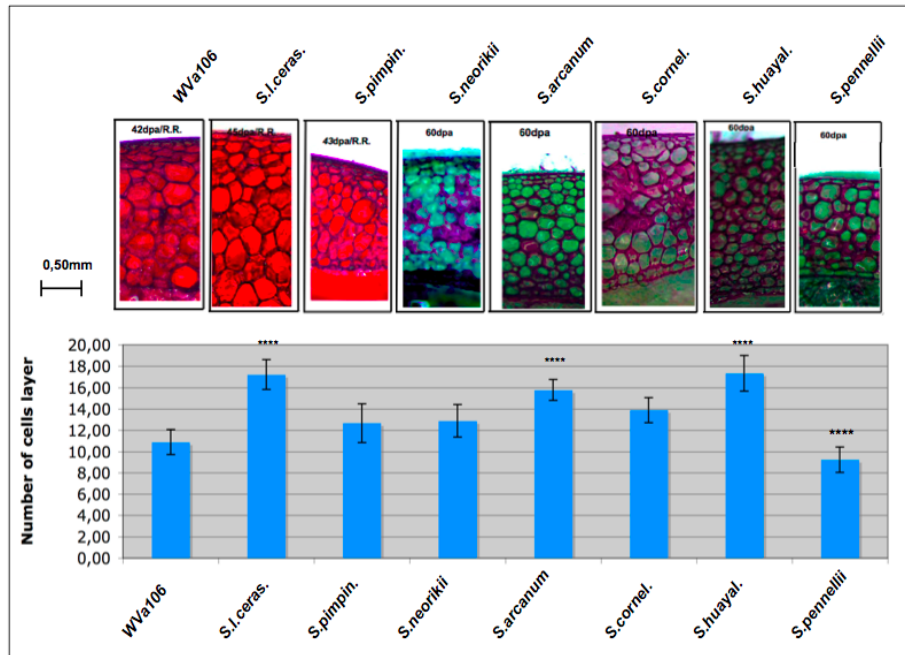 WVa106 S.l.ceras. S.pimpin. S.neorikii S.arcanum S.cornel. S.huayal. S.pennellii
42dpa/R.R. 45dpa/R.R. 43dpa/R.R. 60dpa 60dpa 60dpa 60dpa 60dpa
0,50mm
Number of cells layer
20,00
18,00
16,00
14,00
12,00
10,00
8,00
6,00
4,00
2,00
0,00
**** **** **** ****
WVa106 S.l.ceras. S.pimpin. S.neorikii S.arcanum S.cornel. S.huayal. S.pennellii